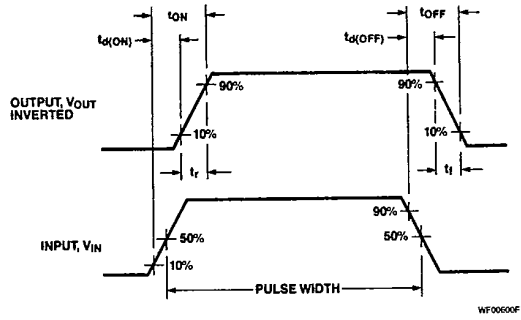 tON
tOFF
td(ON)
td(OFF)
90%
90%
OUTPUT, VOUT
INVERTED
10%
10%
tr
tf
90%
50%
50%
INPUT, VIN
10%
PULSE WIDTH
WF00600F